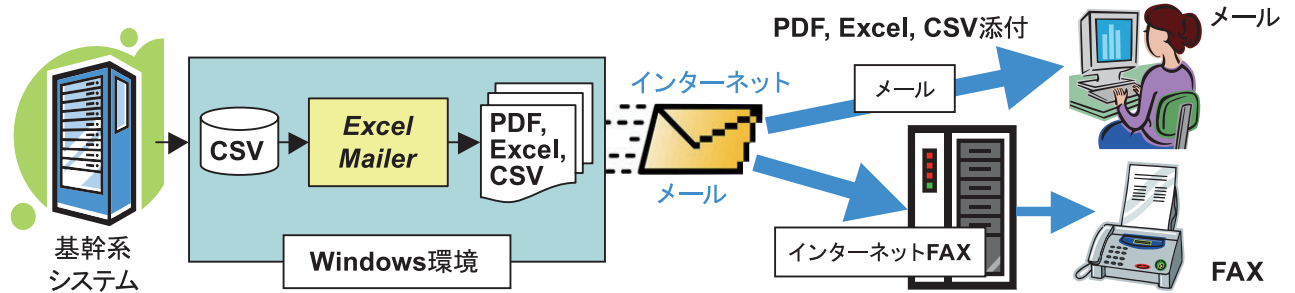 基幹系
システム
CSV
Excel
Mailer
PDF,
Excel,
CSV
Windows環境
インターネット
メール
PDF, Excel, CSV添付
メール
メール
インターネットFAX
FAX